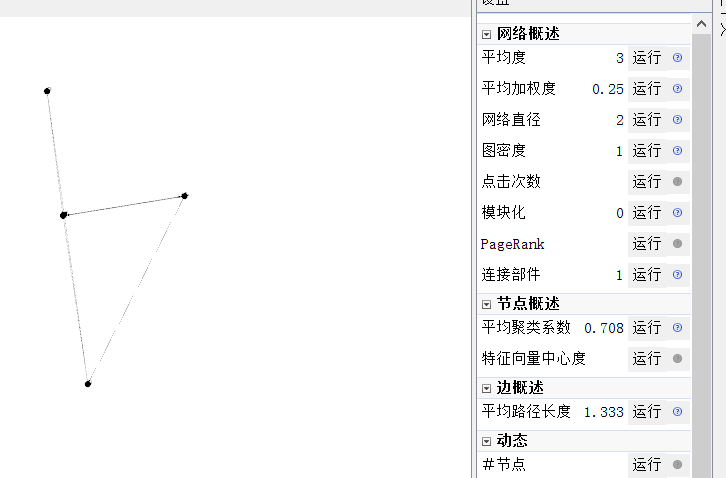 网络概述
平均度 3 运行
平均加权度 0.25 运行
网络直径 2 运行
图密度 1 运行
点击次数 运行
模块化 0 运行
PageRank 运行
连接部件 1 运行
节点概述
平均聚类系数 0.708 运行
特征向量中心度 运行
边概述
平均路径长度 1.333 运行
动态
#节点 运行